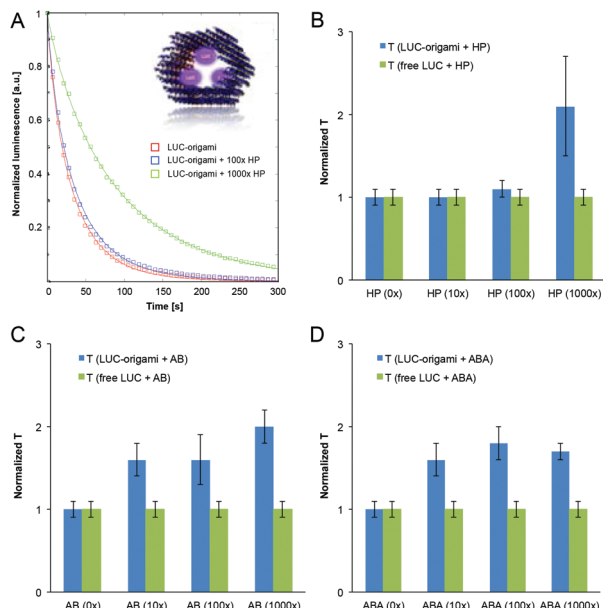 A
Normalized luminescence [a.u.]
1
0.8
0.6
0.4
0.2
0
50
100
150
200
250
300
Time [s]
LUC-origami
LUC-origami + 100x HP
LUC-origami + 1000x HP
B
Normalized T
3
2
1
0
T (LUC-origami + HP)
T (free LUC + HP)
HP (0x)
HP (10x)
HP (100x)
HP (1000x)
C
Normalized T
3
2
1
0
T (LUC-origami + AB)
T (free LUC + AB)
AB (0x)
AB (10x)
AB (100x)
AB (1000x)
D
Normalized T
3
2
1
0
T (LUC-origami + ABA)
T (free LUC + ABA)
ABA (0x)
ABA (10x)
ABA (100x)
ABA (1000x)